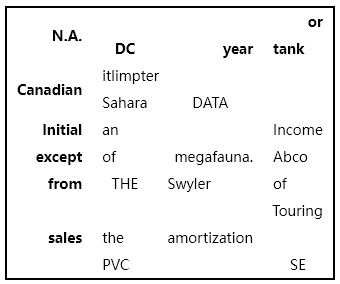 or
N.A.
DC year tank
itlimpter
Canadian
Sahara DATA
Initial an Income
except of megafauna. Abco
from THE Swyler of
Touring
sales the amortization
PVC SE